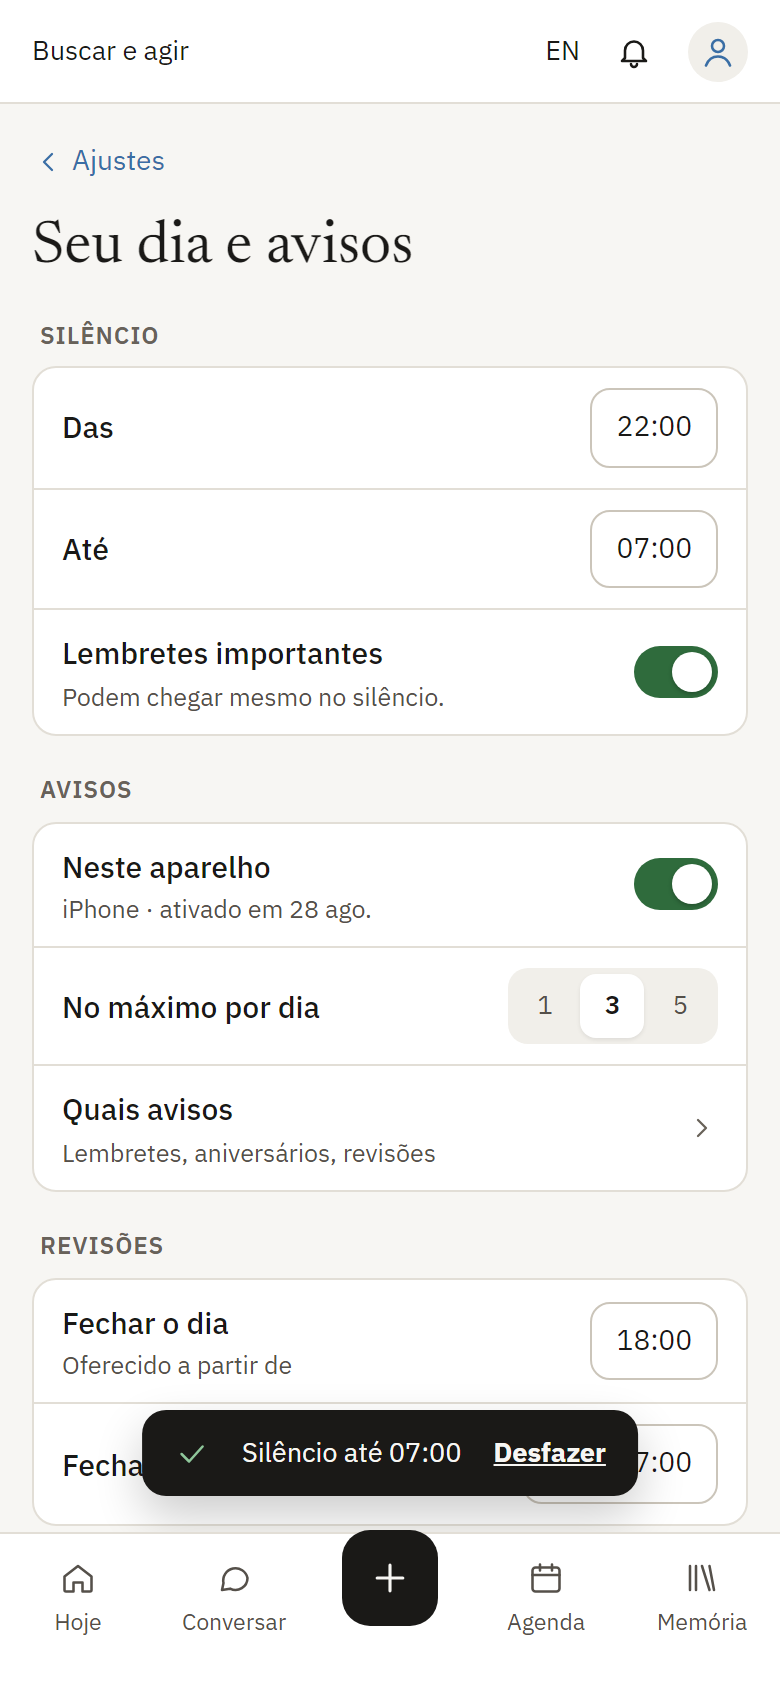 Buscar e agir
EN
Ajustes
Seu dia e avisos
SILÊNCIO
Das
22:00
Até
07:00
Lembretes importantes
Podem chegar mesmo no silêncio.
AVISOS
Neste aparelho
iPhone · ativado em 28 ago.
No máximo por dia
1 3 5
Quais avisos
Lembretes, aniversários, revisões
REVISÕES
Fechar o dia
Oferecido a partir de
18:00
Silêncio até 07:00 Desfazer
Hoje
Conversar
Agenda
Memória